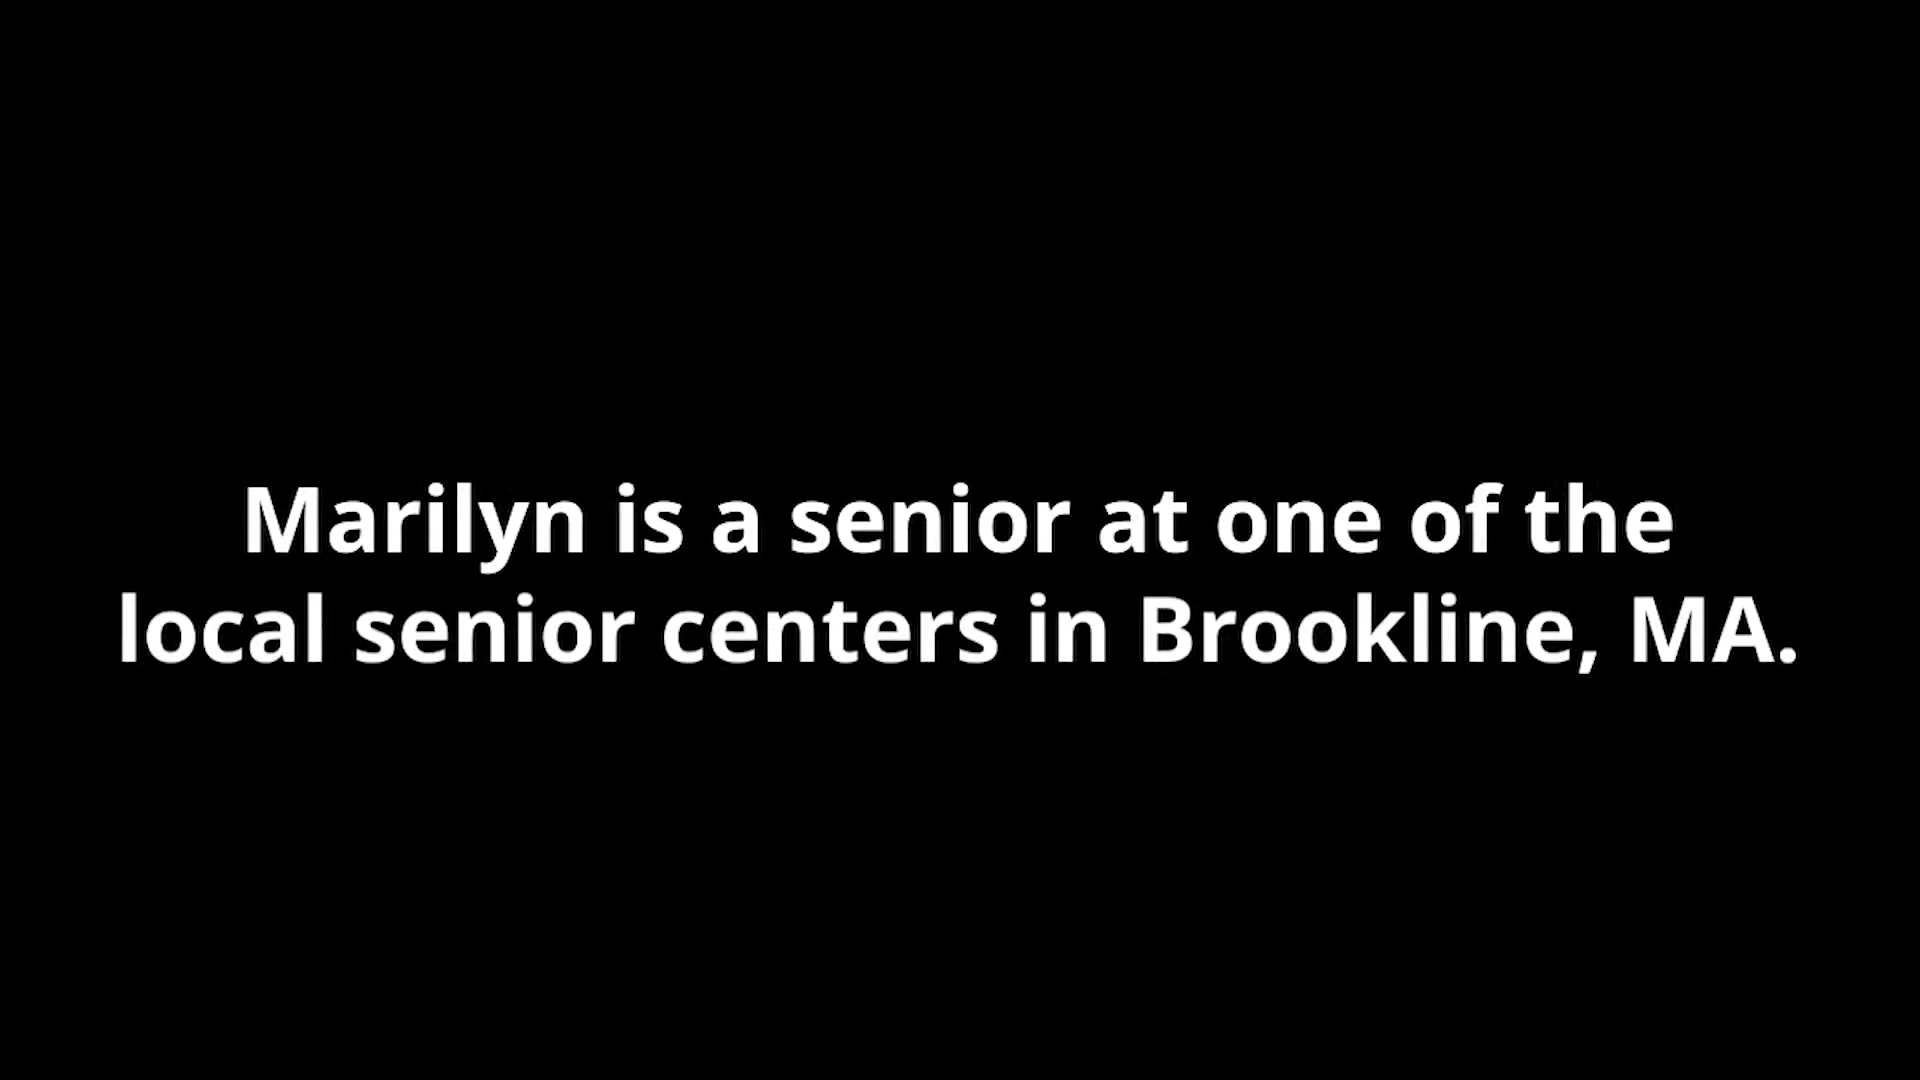 Marilyn is a senior at one of the
local senior centers in Brookline, MA.